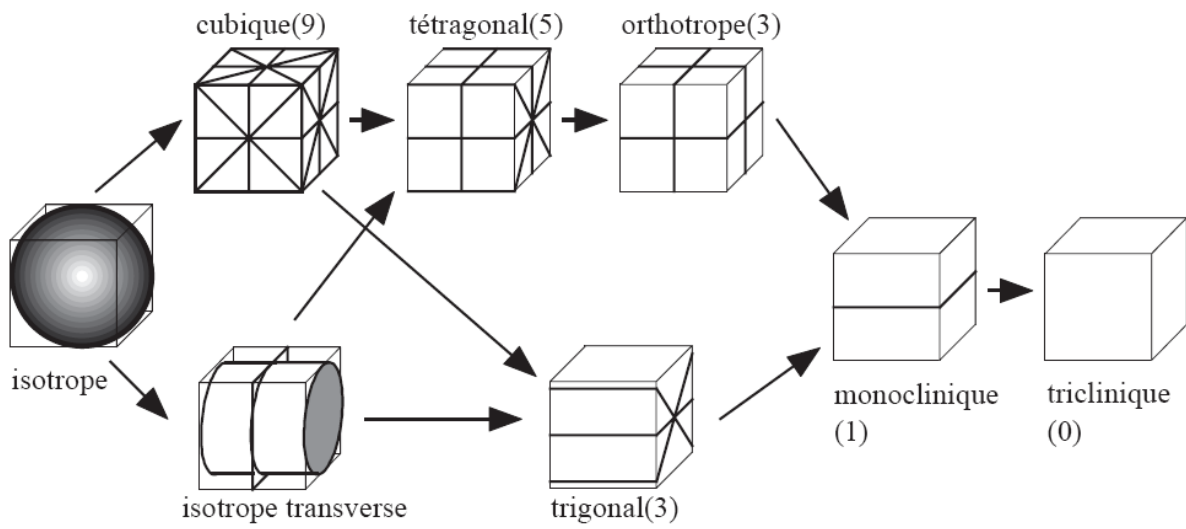 cubique(9)
tétragonal(5)
orthotrope(3)
isotrope
isotrope transverse
trigonal(3)
monoclinique
(1)
triclinique
(0)